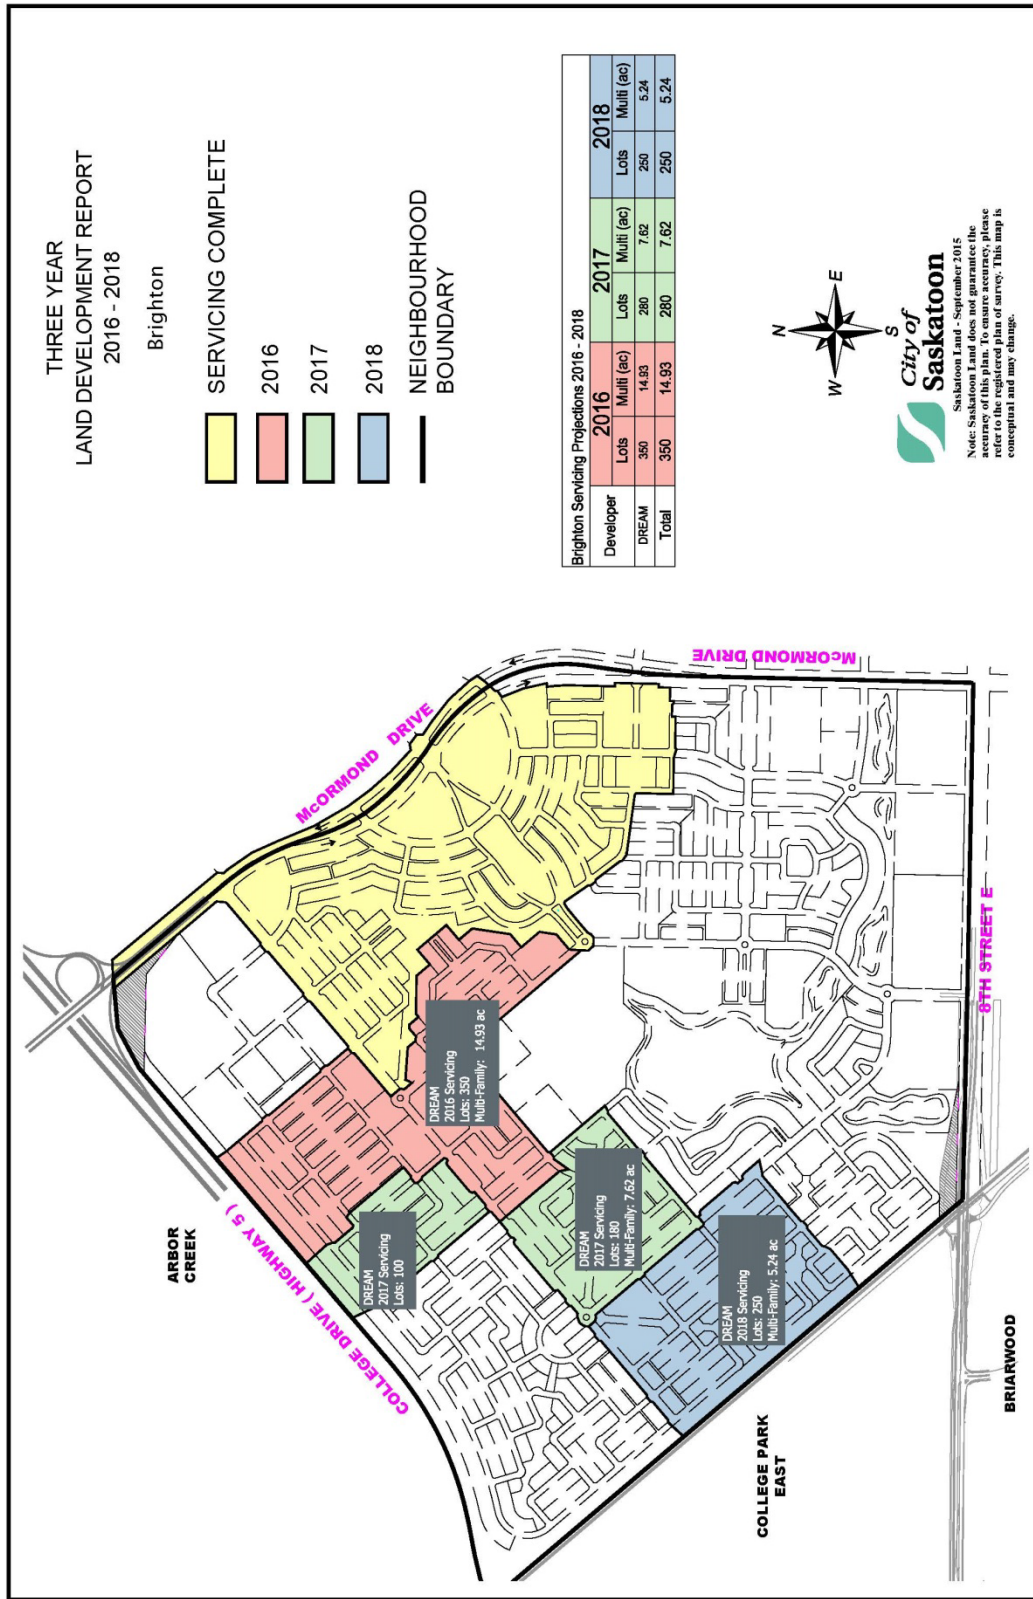 THREE YEAR
LAND DEVELOPMENT REPORT
2016 - 2018
Brighton
SERVICING COMPLETE
2016
2017
2018
NEIGHBOURHOOD
BOUNDARY
Brighton Servicing Projections 2016 - 2018
Developer 2016 2017 2018
Lots Multi (ac) Lots Multi (ac) Lots Multi (ac)
DREAM 350 14.93 280 7.62 250 5.24
Total 350 14.93 280 7.62 250 5.24
N
W E
S
City of
Saskatoon
Saskatoon Land - September 2015
Note: Saskatoon Land does not guarantee the
accuracy of this plan. To ensure accuracy, please
refer to the registered plan of survey. This map is
conceptual and may change.
McORMOND DRIVE
McORMOND DRIVE
8TH STREET E
COLLEGE DRIVE ( HIGHWAY 5 )
ARBOR
CREEK
COLLEGE PARK
EAST
BRIARWOOD
DREAM
2016 Servicing
Lots: 350
Multi-Family: 14.93 ac
DREAM
2017 Servicing
Lots: 100
DREAM
2017 Servicing
Lots: 180
Multi-Family: 7.62 ac
DREAM
2018 Servicing
Lots: 250
Multi-Family: 5.24 ac